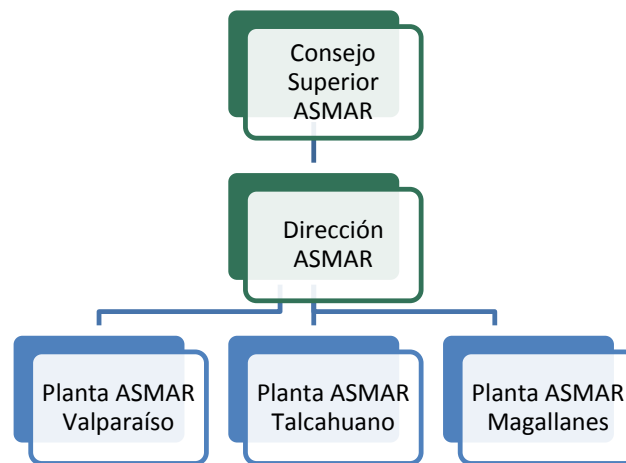 Consejo
Superior
ASMAR
Dirección
ASMAR
Planta ASMAR
Valparaíso
Planta ASMAR
Talcahuano
Planta ASMAR
Magallanes